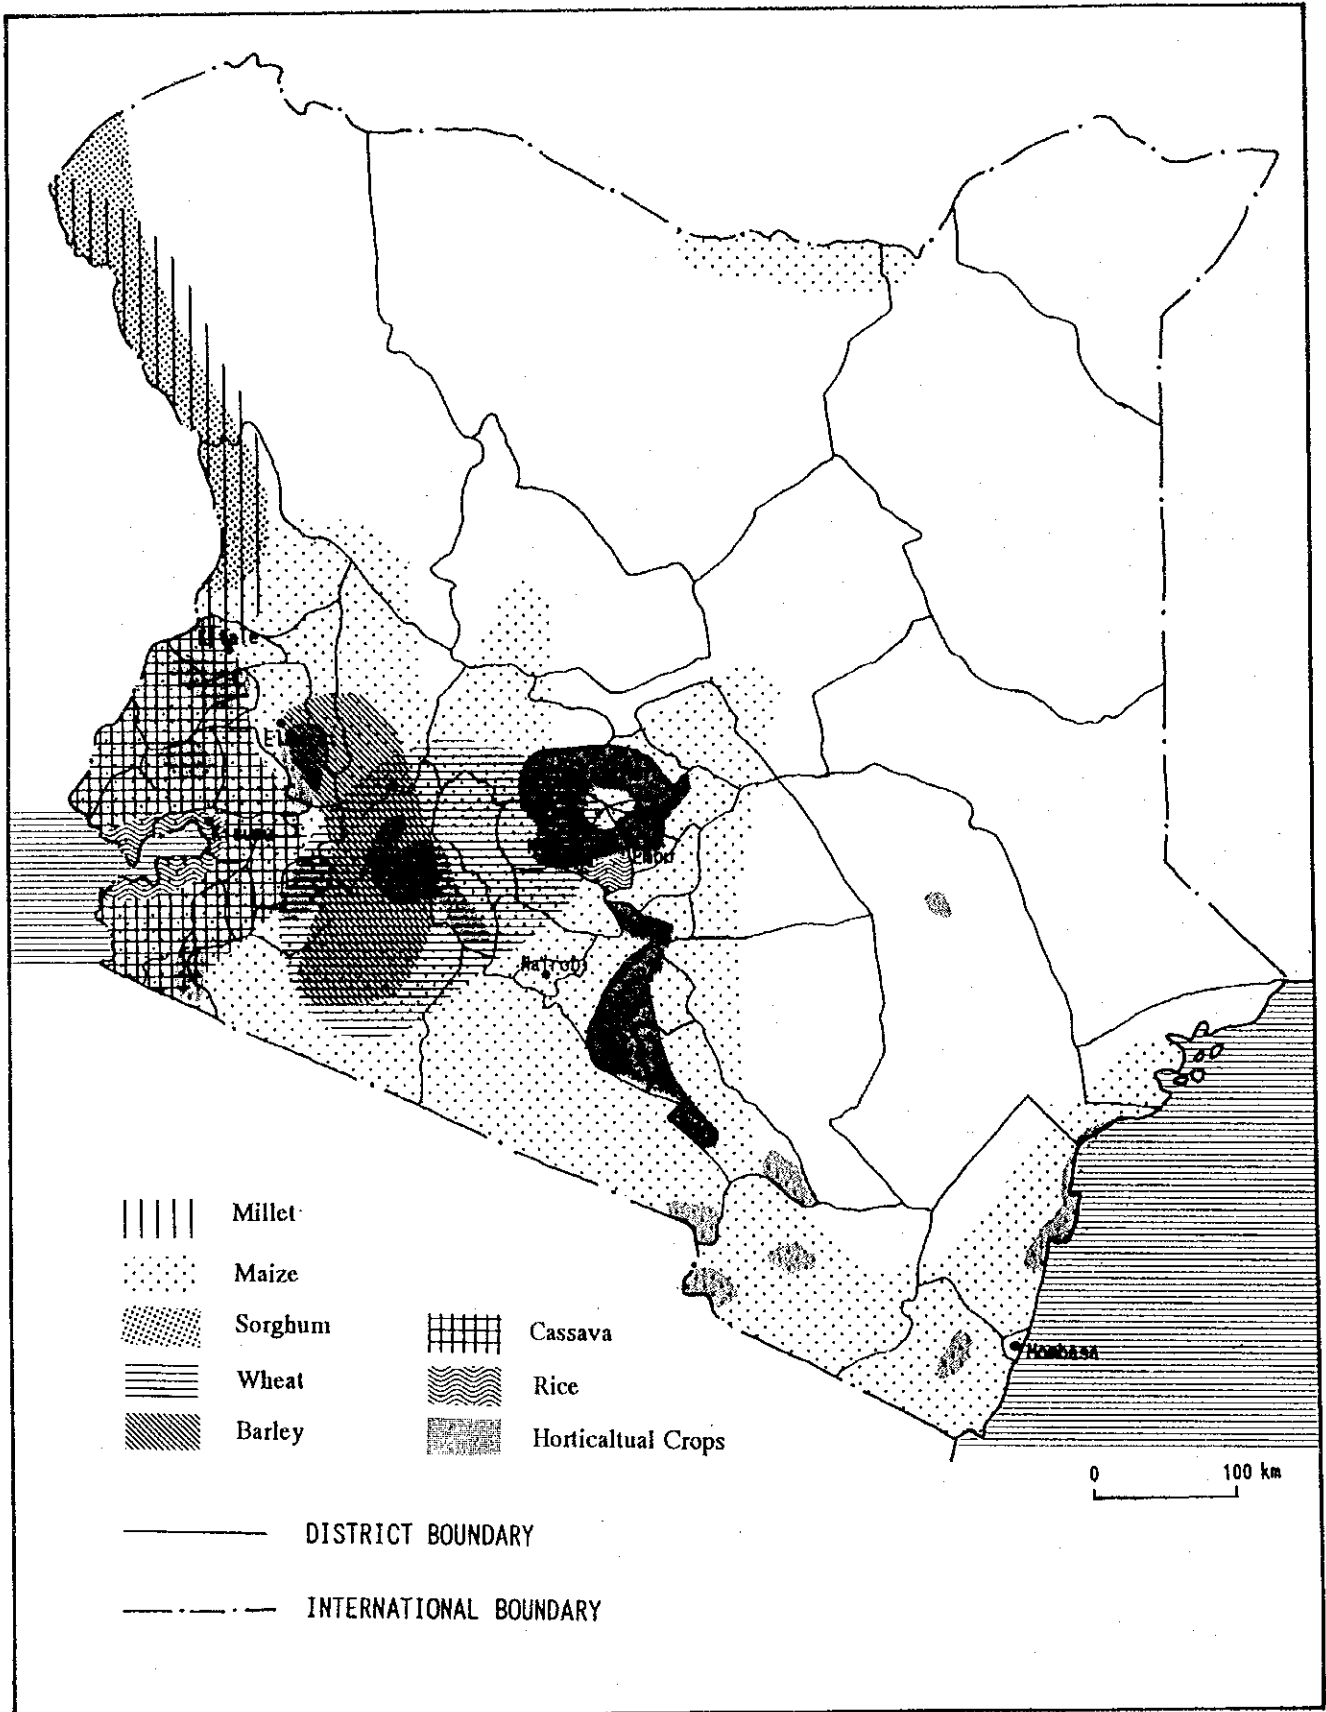 Nairobi
Mombasa
Millet
Maize
Sorghum
Cassava
Wheat
Rice
Barley
Horticaltual Crops
0
100 km
DISTRICT BOUNDARY
INTERNATIONAL BOUNDARY